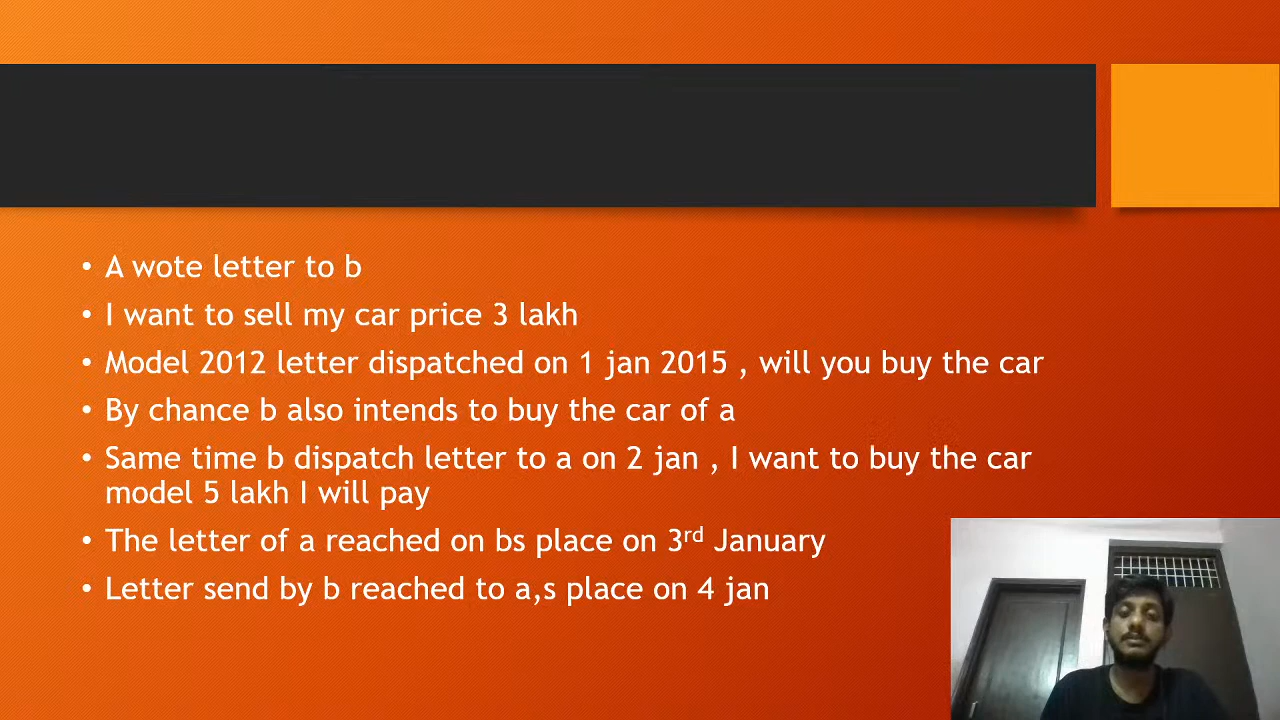 • A wote letter to b
• I want to sell my car price 3 lakh
• Model 2012 letter dispatched on 1 jan 2015 , will you buy the car
• By chance b also intends to buy the car of a
• Same time b dispatch letter to a on 2 jan , I want to buy the car
model 5 lakh I will pay
• The letter of a reached on bs place on 3rd January
• Letter send by b reached to a,s place on 4 jan